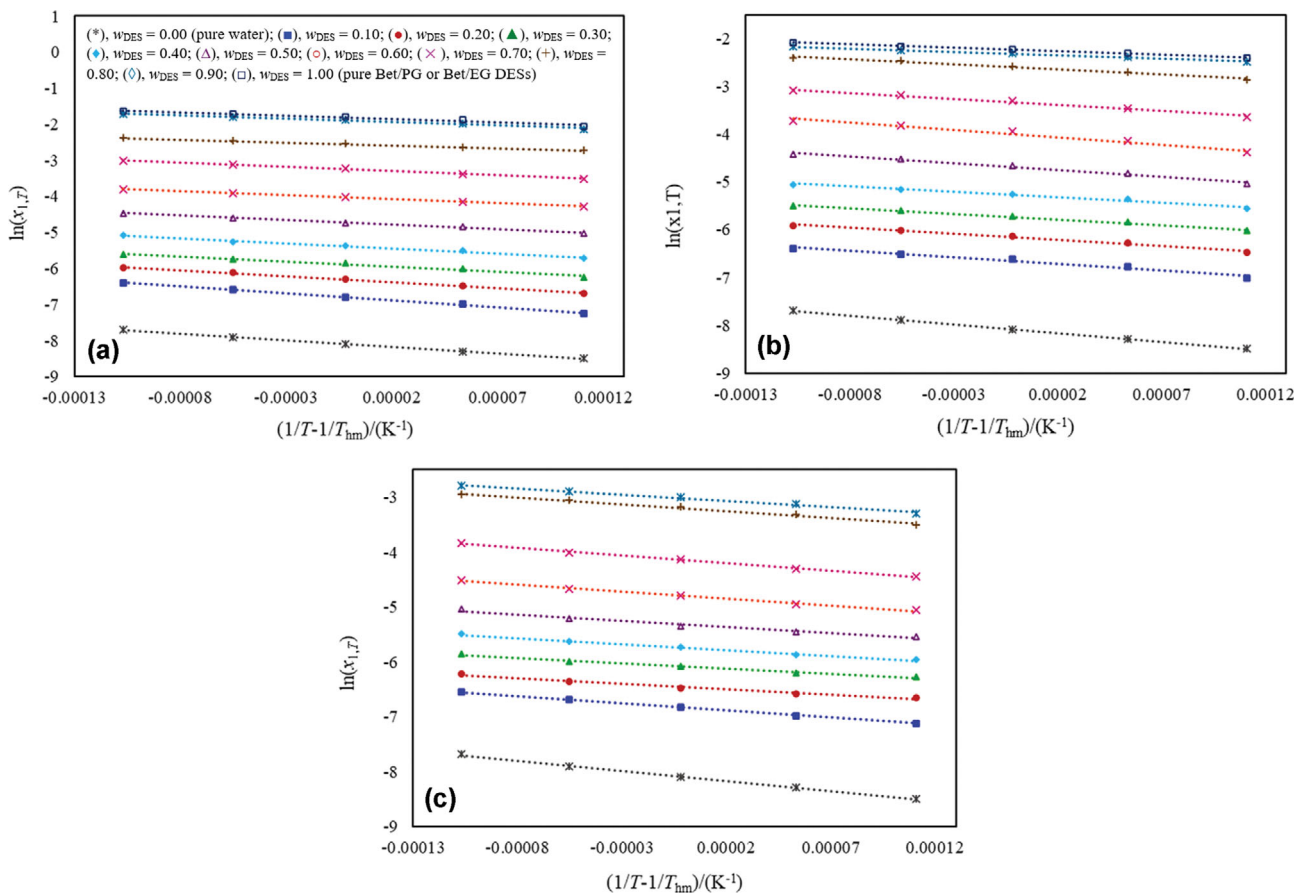 (∗), wDES = 0.00 (pure water); (■), wDES = 0.10; (●), wDES = 0.20; (▲), wDES = 0.30;
(◆), wDES = 0.40; (△), wDES = 0.50; (○), wDES = 0.60; (×), wDES = 0.70; (+), wDES =
0.80; (◊), wDES = 0.90; (□), wDES = 1.00 (pure Bet/PG or Bet/EG DESs)
1
0
-1
-2
-3
-4
-5
-6
-7
-8
-9
ln(x1,T)
(a)
-0.00013 -0.00008 -0.00003 0.00002 0.00007 0.00012
(1/T-1/Thm)/(K-1)
-2
-3
-4
-5
-6
-7
-8
-9
ln(x1,T)
(b)
-0.00013 -0.00008 -0.00003 0.00002 0.00007 0.00012
(1/T-1/Thm)/(K-1)
-3
-4
-5
-6
-7
-8
-9
ln(x1,T)
(c)
-0.00013 -0.00008 -0.00003 0.00002 0.00007 0.00012
(1/T-1/Thm)/(K-1)